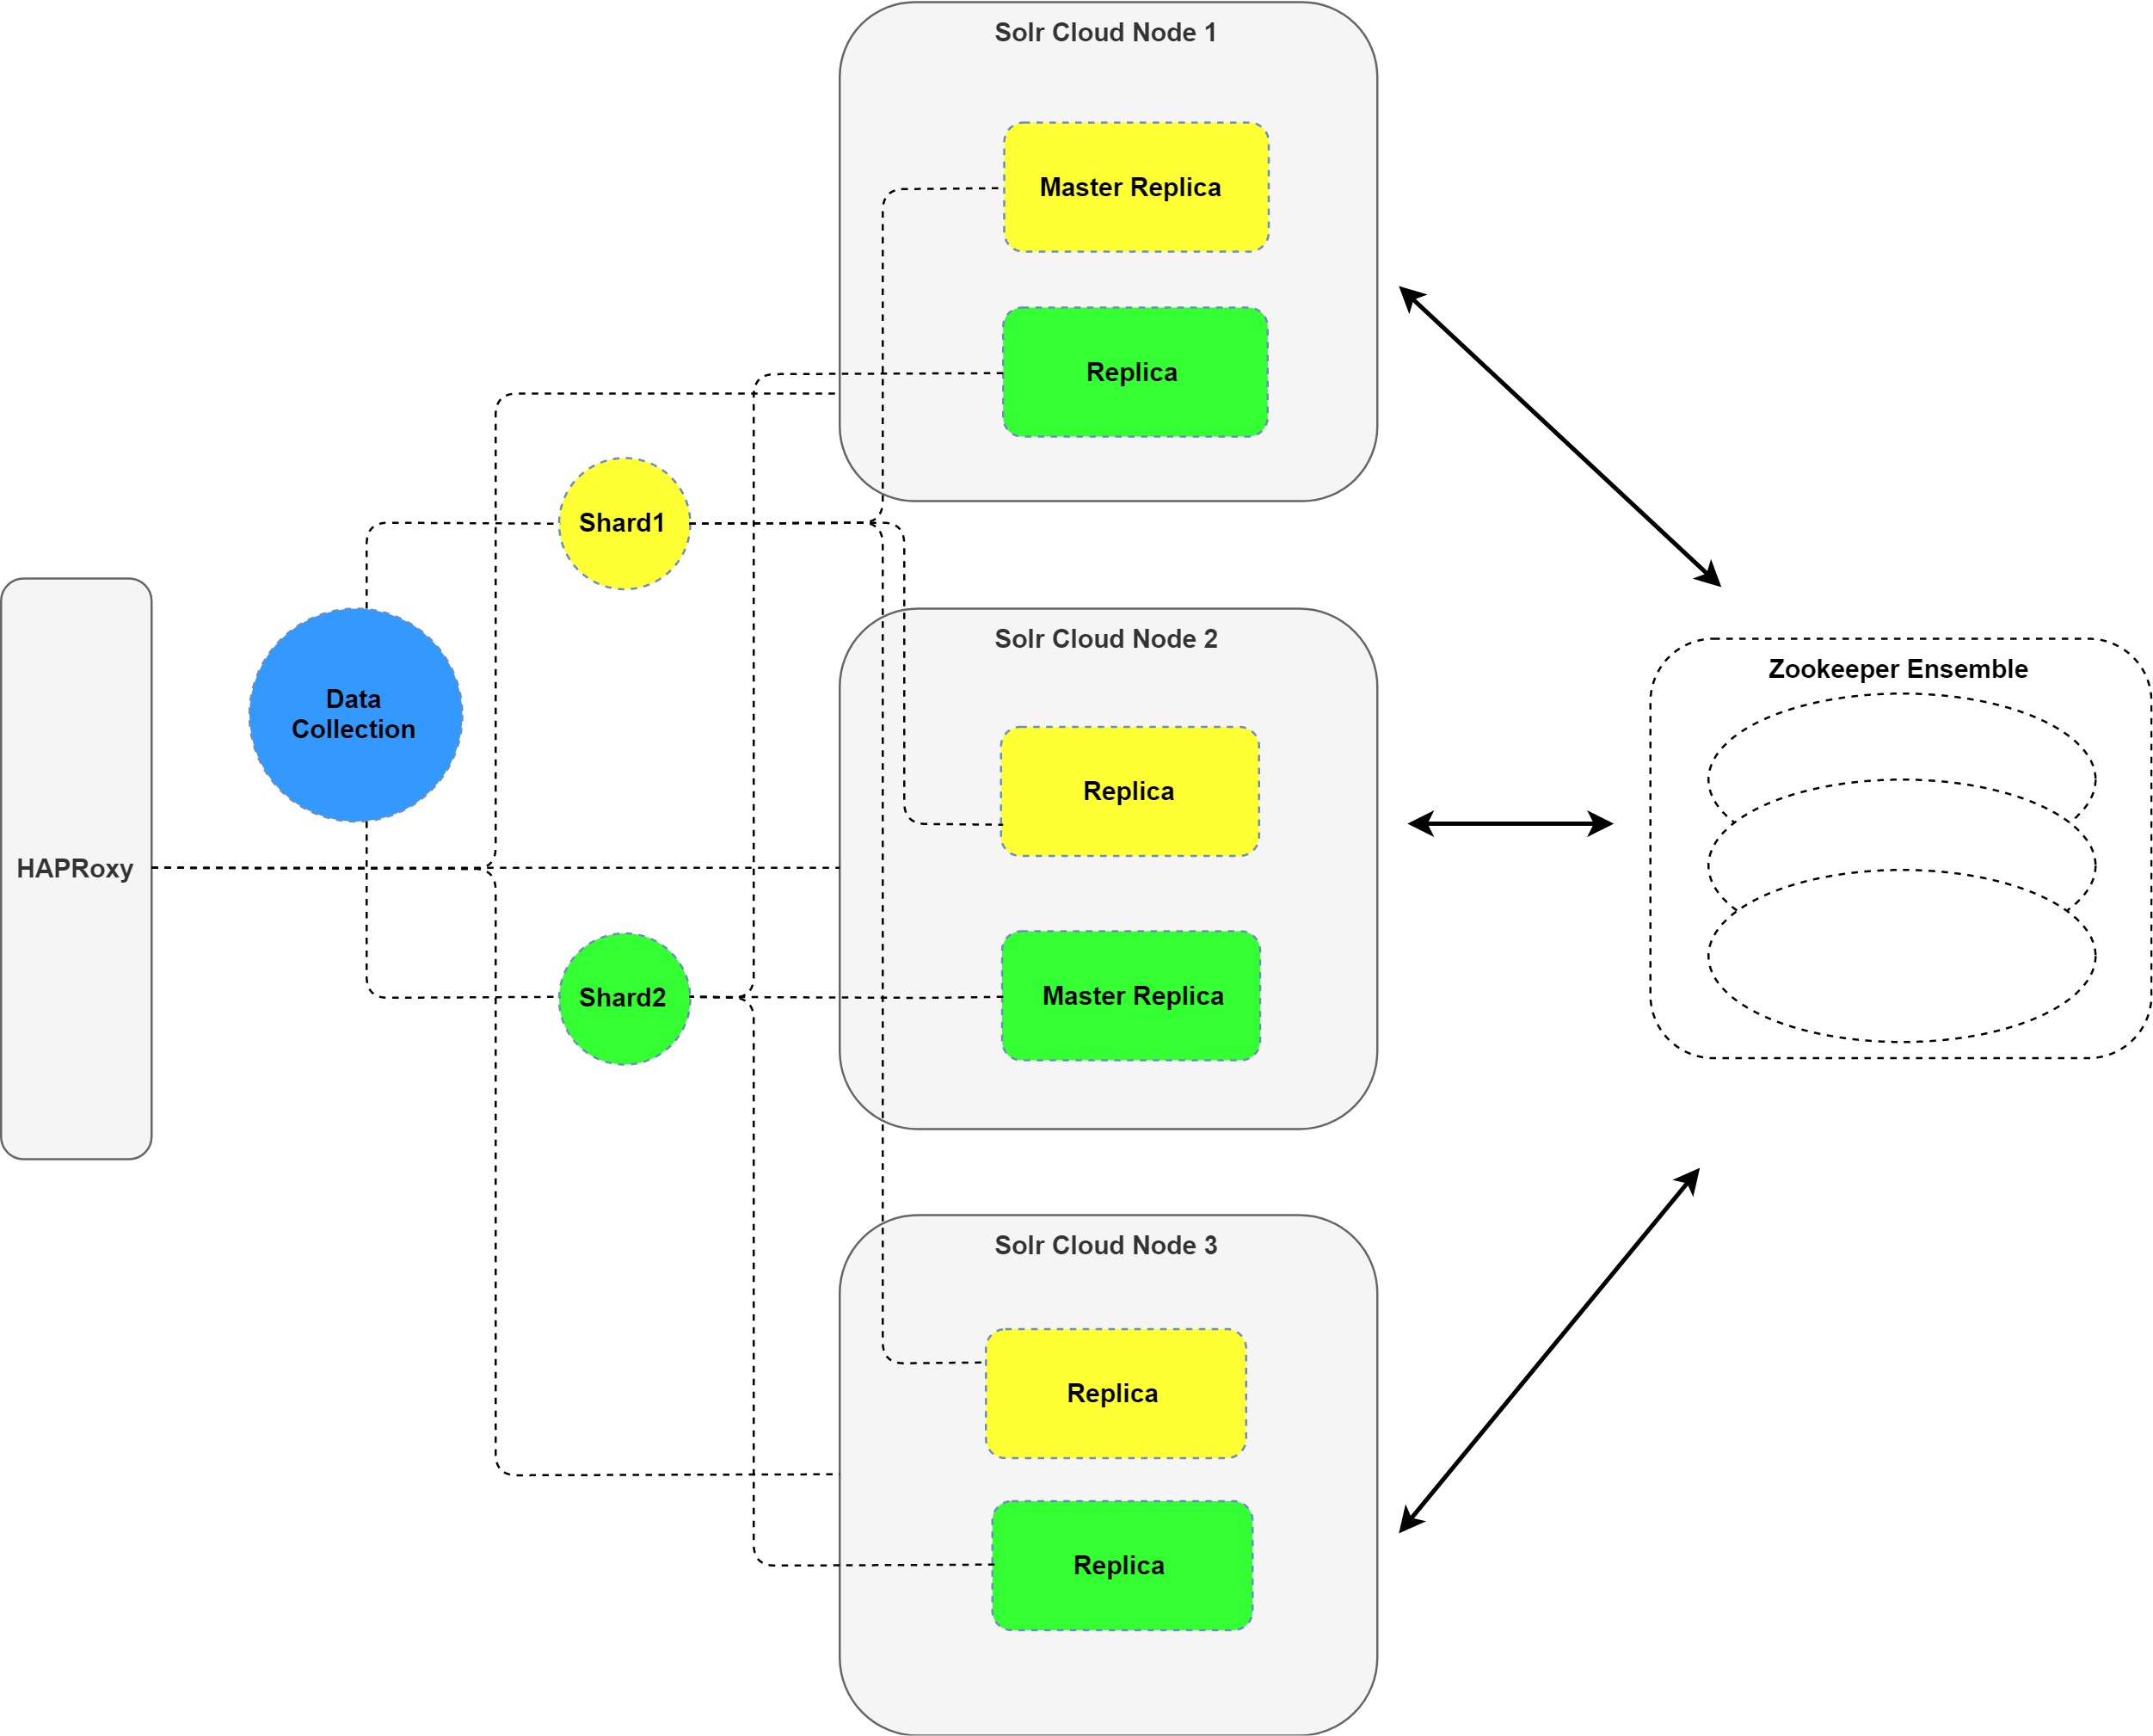 Solr Cloud Node 1
Master Replica
Replica
Shard1
Solr Cloud Node 2
Zookeeper Ensemble
Data
Collection
Replica
HAPRoxy
Shard2
Master Replica
Solr Cloud Node 3
Replica
Replica